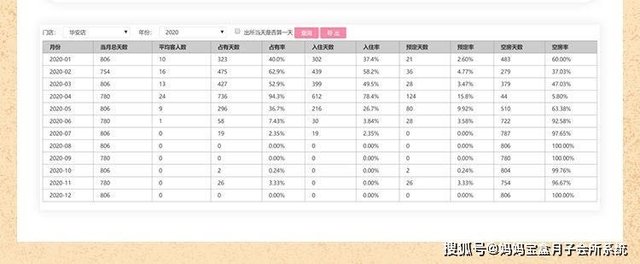 门店: 华安店 年份: 2020 出所当天是否算一天 查询 导出
月份 当月总天数 平均客人数 占有天数 占有率 入住天数 入住率 预定天数 预定率 空房天数 空房率
2020-01 806 10 323 40.0% 302 37.4% 21 2.60% 483 60.00%
2020-02 754 16 475 62.9% 439 58.2% 36 4.77% 279 37.03%
2020-03 806 13 427 52.9% 399 49.5% 28 3.47% 379 47.03%
2020-04 780 24 736 94.3% 612 78.4% 124 15.8% 44 5.80%
2020-05 806 9 296 36.7% 216 26.7% 80 9.92% 510 63.38%
2020-06 780 1 58 7.43% 30 3.84% 28 3.58% 722 92.58%
2020-07 806 0 19 2.35% 19 2.35% 0 0.00% 787 97.65%
2020-08 806 0 0 0.00% 0 0.00% 0 0.00% 806 100.00%
2020-09 780 0 0 0.00% 0 0.00% 0 0.00% 780 100.00%
2020-10 806 0 2 0.24% 0 0.00% 2 0.24% 804 99.76%
2020-11 780 0 26 3.33% 0 0.00% 26 3.33% 754 96.67%
2020-12 806 0 0 0.00% 0 0.00% 0 0.00% 806 100.00%
搜狐号@妈妈宝盒月子会所系统